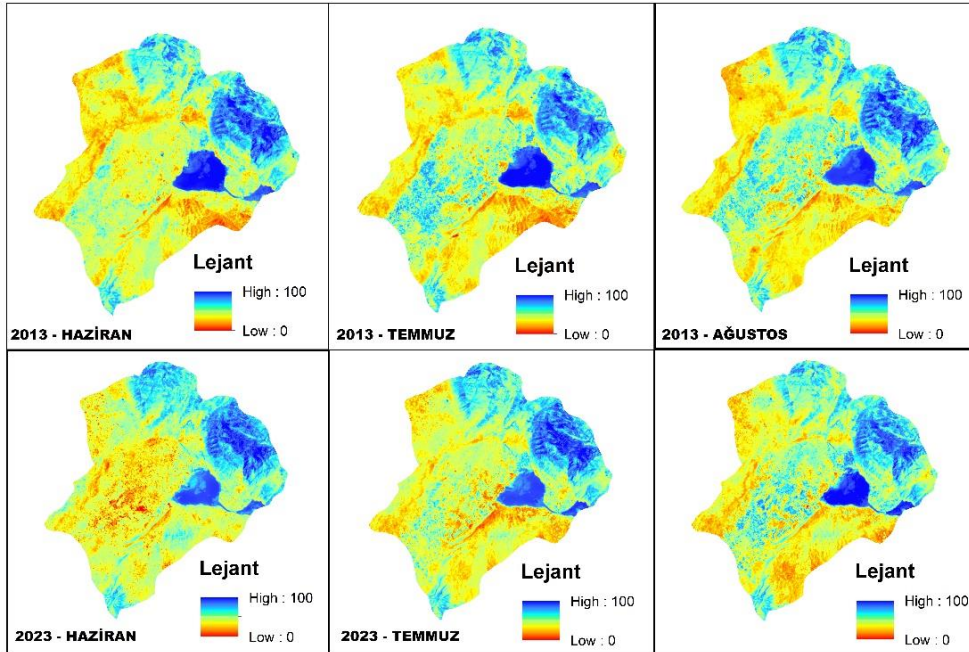 Lejant
High : 100
Low : 0
2013 - HAZİRAN
Lejant
High : 100
Low : 0
2013 - TEMMUZ
Lejant
High : 100
Low : 0
2013 - AĞUSTOS
Lejant
High : 100
Low : 0
2023 - HAZİRAN
Lejant
High : 100
Low : 0
2023 - TEMMUZ
Lejant
High : 100
Low : 0